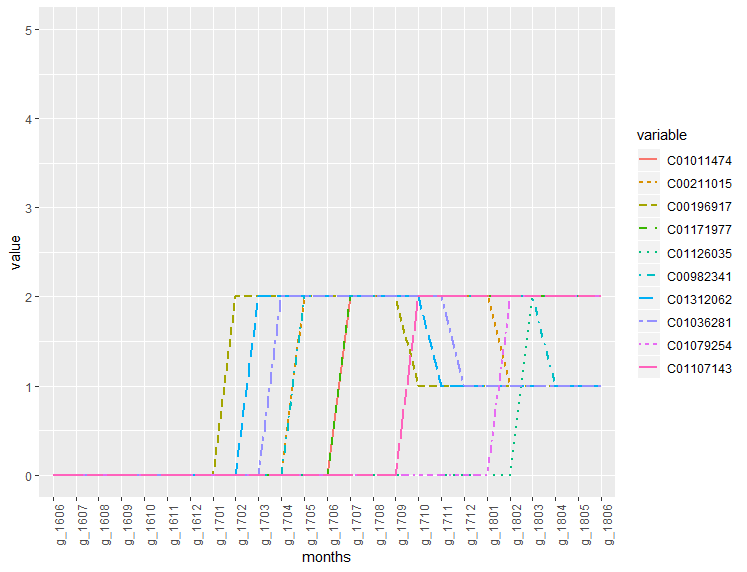 5
4
3
2
1
0
value
g_1606
g_1607
g_1608
g_1609
g_1610
g_1611
g_1612
g_1701
g_1702
g_1703
g_1704
g_1705
g_1706
g_1707
g_1708
g_1709
g_1710
g_1711
g_1712
g_1801
g_1802
g_1803
g_1804
g_1805
g_1806
months
variable
C01011474
C00211015
C00196917
C01171977
C01126035
C00982341
C01312062
C01036281
C01079254
C01107143